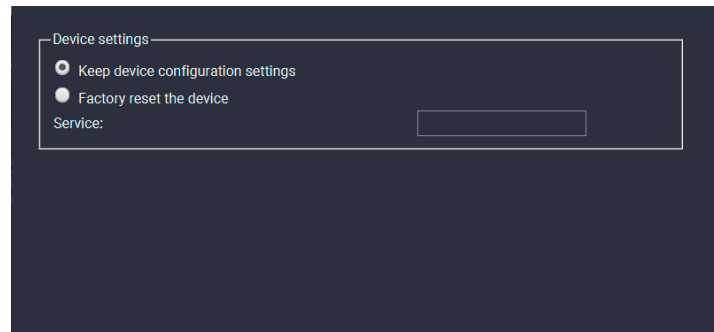 Device settings
Keep device configuration settings
Factory reset the device
Service: